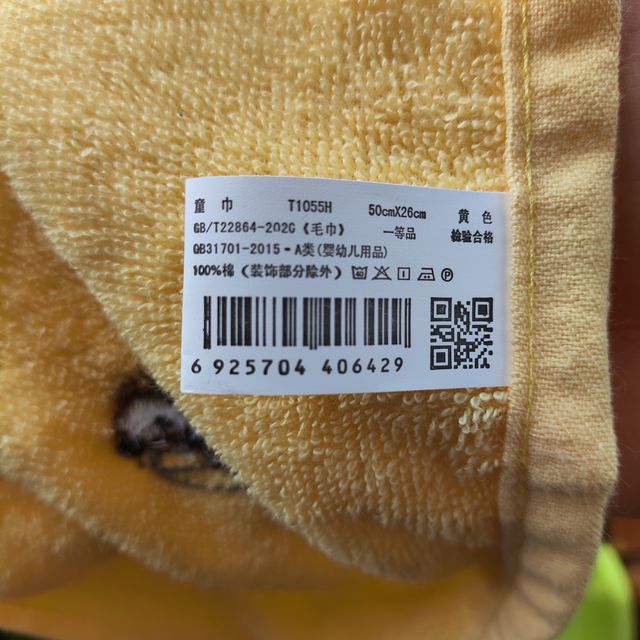 童 巾 T1055H 50cmX26cm 黄 色
GB/T22864-2020《毛巾》 一等品 检验合格
GB31701-2015-A类(婴幼儿用品)
100%棉(装饰部分除外)
6 925704 406429